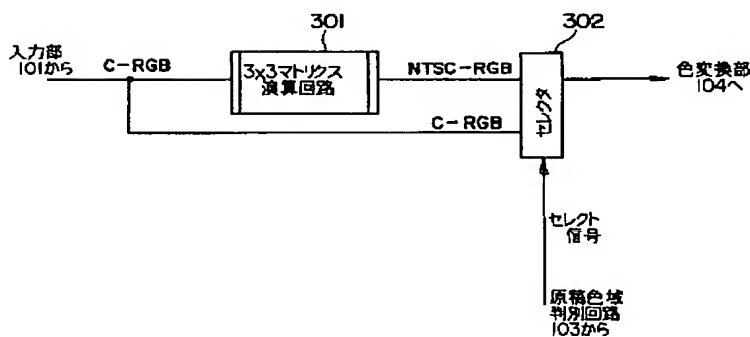 301
302
入力部
101から
C-RGB
3×3マトリクス
演算回路
NTSC-RGB
C-RGB
セレクタ
色変換部
104へ
セレクト
信号
原稿色域
判別回路
103から